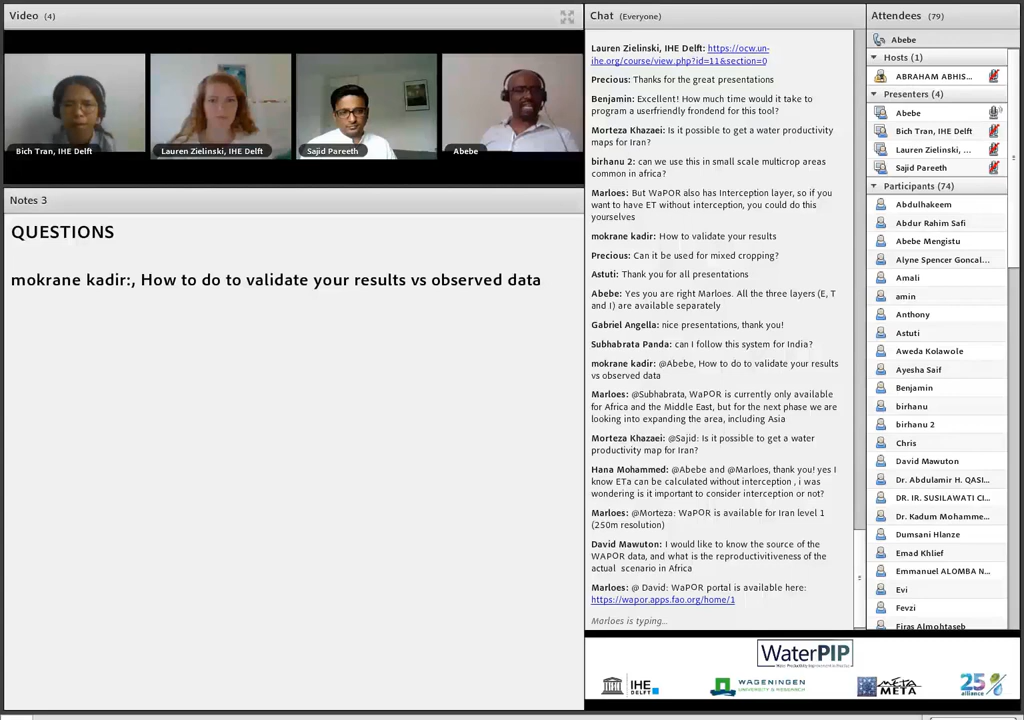 Video (4)
Bich Tran, IHE Delft
Lauren Zielinski, IHE Delft
Sajid Pareeth
Abebe
Notes 3
QUESTIONS
mokrane kadir:, How to do to validate your results vs observed data
Chat (Everyone)
Lauren Zielinski, IHE Delft: https://ocw.un-
ihe.org/course/view.php?id=11&section=0
Precious: Thanks for the great presentations
Benjamin: Excellent! How much time would it take to
program a userfriendly frondend for this tool?
Morteza Khazaei: Is it possible to get a water productivity
maps for Iran?
birhanu 2: can we use this in small scale multicrop areas
common in africa?
Marloes: But WaPOR also has Interception layer, so if you
want to have ET without interception, you could do this
yourselves
mokrane kadir: How to validate your results
Precious: Can it be used for mixed cropping?
Astuti: Thank you for all presentations
Abebe: Yes you are right Marloes. All the three layers (E, T
and I) are available separately
Gabriel Angella: nice presentations, thank you!
Subhabrata Panda: can I follow this system for India?
mokrane kadir: @Abebe, How to do to validate your results
vs observed data
Marloes: @Subhabrata, WaPOR is currently only available
for Africa and the Middle East, but for the next phase we are
looking into expanding the area, including Asia
Morteza Khazaei: @Sajid: Is it possible to get a water
productivity map for Iran?
Hana Mohammed: @Abebe and @Marloes, thank you! yes I
know ETa can be calculated without interception , i was
wondering is it important to consider interception or not?
Marloes: @Morteza: WaPOR is available for Iran level 1
(250m resolution)
David Mawuton: I would like to know the source of the
WAPOR data, and what is the reproductivitiveness of the
actual scenario in Africa
Marloes: @ David: WaPOR portal is available here:
https://wapor.apps.fao.org/home/1
Marloes is typing...
Attendees (79)
Abebe
Hosts (1)
ABRAHAM ABHIS...
Presenters (4)
Abebe
Bich Tran, IHE Delft
Lauren Zielinski, ...
Sajid Pareeth
Participants (74)
Abdulhakeem
Abdur Rahim Safi
Abebe Mengistu
Alyne Spencer Goncal...
Amali
amin
Anthony
Astuti
Aweda Kolawole
Ayesha Saif
Benjamin
birhanu
birhanu 2
Chris
David Mawuton
Dr. Abdulamir H. QASI...
DR. IR. SUSILAWATI CI...
Dr. Kadum Mohamme...
Dumsani Hlanze
Emad Khlief
Emmanuel ALOMBA N...
Evi
Fevzi
Firas Almohtaseb
WaterPIP
IHE
DELFT
WAGENINGEN
UNIVERSITY & RESEARCH
META
META
25
alliance